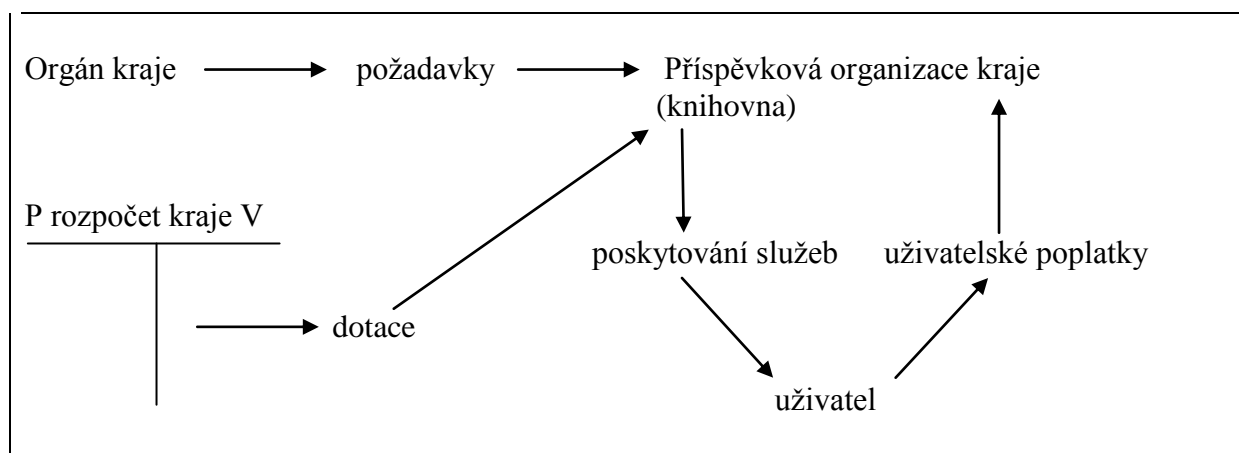 Orgán kraje požadavky Příspěvková organizace kraje
(knihovna)
P rozpočet kraje V
poskytování služeb uživatelské poplatky
dotace
uživatel